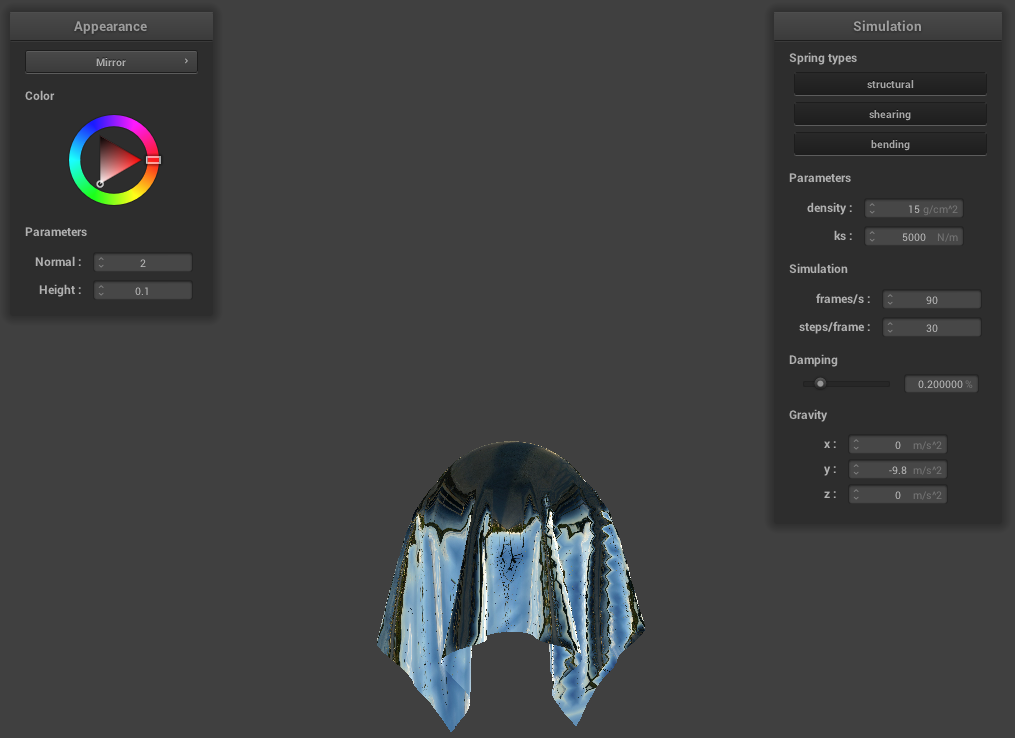 Appearance
Mirror
Color
Parameters
Normal : 2
Height : 0.1
Simulation
Spring types
structural
shearing
bending
Parameters
density : 15 g/cm^2
ks : 5000 N/m
Simulation
frames/s : 90
steps/frame : 30
Damping
0.200000 %
Gravity
x : 0 m/s^2
y : -9.8 m/s^2
z : 0 m/s^2